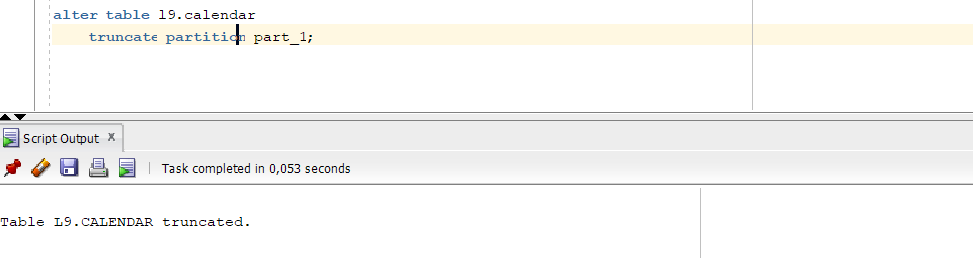 alter table l9.calendar
truncate partition part_1;
Script Output x
Task completed in 0,053 seconds
Table L9.CALENDAR truncated.